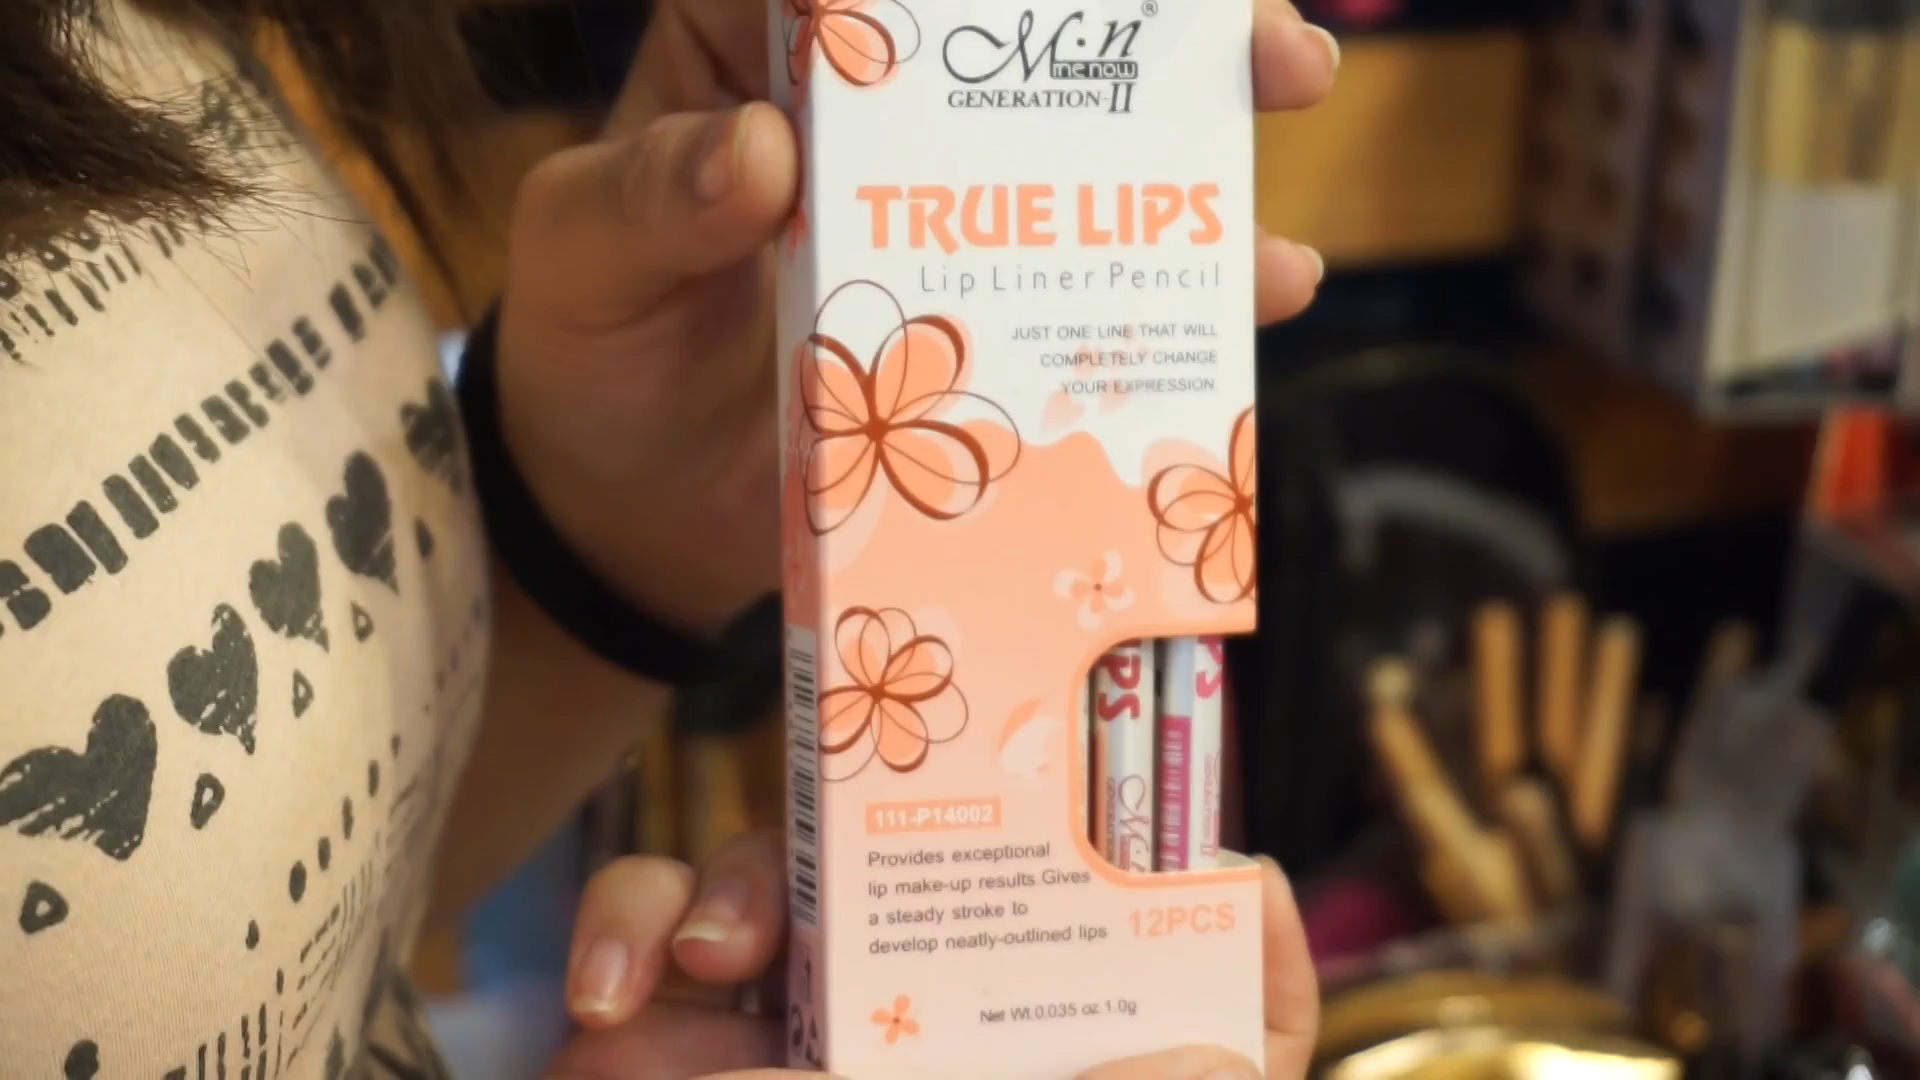 M·n®
me now
GENERATION-II
TRUE LIPS
Lip Liner Pencil
JUST ONE LINE THAT WILL
COMPLETELY CHANGE
YOUR EXPRESSION.
111-P14002
Provides exceptional
lip make-up results.Gives
a steady stroke to
develop neatly-outlined lips
12PCS
Net Wt.0.035 oz.1.0g